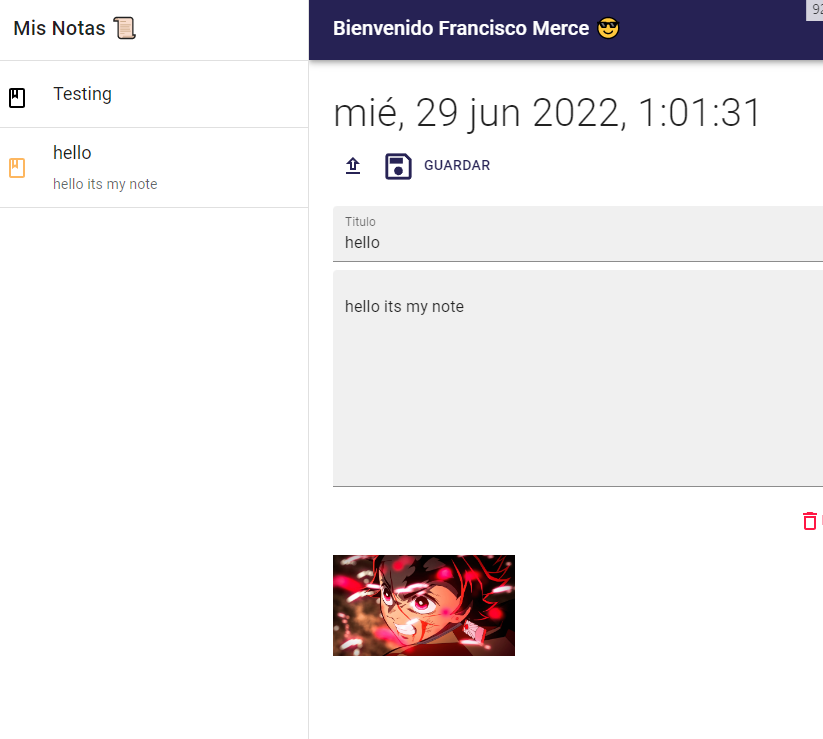 Mis Notas 📜
Testing
hello
hello its my note
Bienvenido Francisco Merce 😎
mié, 29 jun 2022, 1:01:31
GUARDAR
Titulo
hello
hello its my note